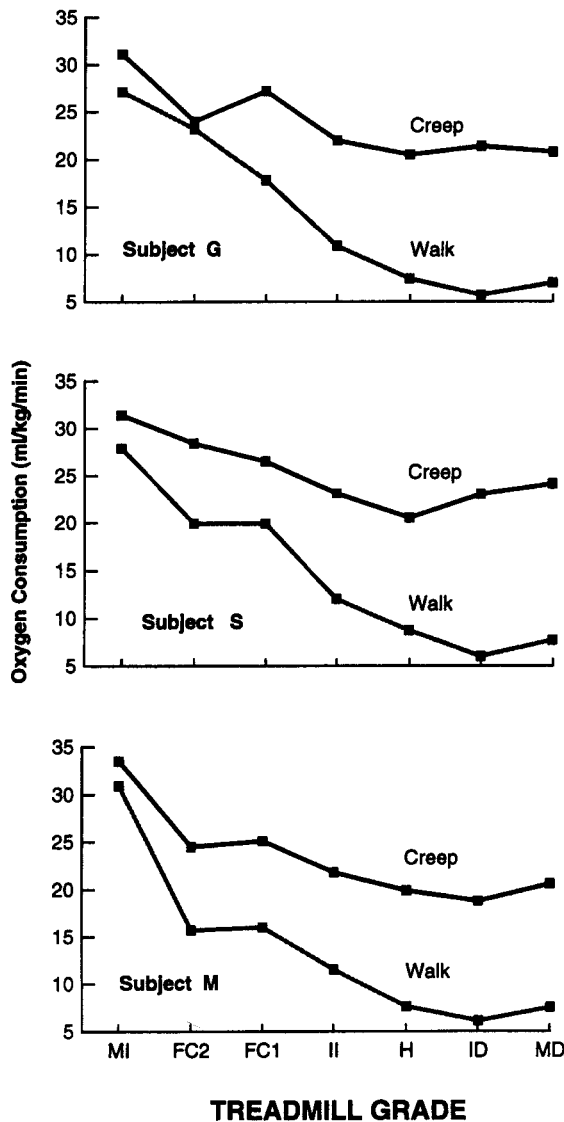 35
30
25
20
15
10
5
Creep
Walk
Subject G
Oxygen Consumption (ml/kg/min)
35
30
25
20
15
10
5
Creep
Walk
Subject S
35
30
25
20
15
10
5
Creep
Walk
Subject M
MI FC2 FC1 II H ID MD
TREADMILL GRADE